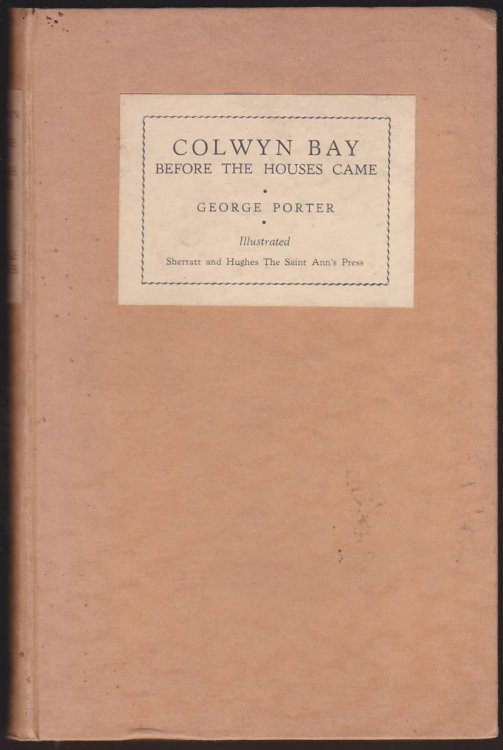 COLWYN BAY
BEFORE THE HOUSES CAME
GEORGE PORTER
Illustrated
Sherratt and Hughes The Saint Ann's Press